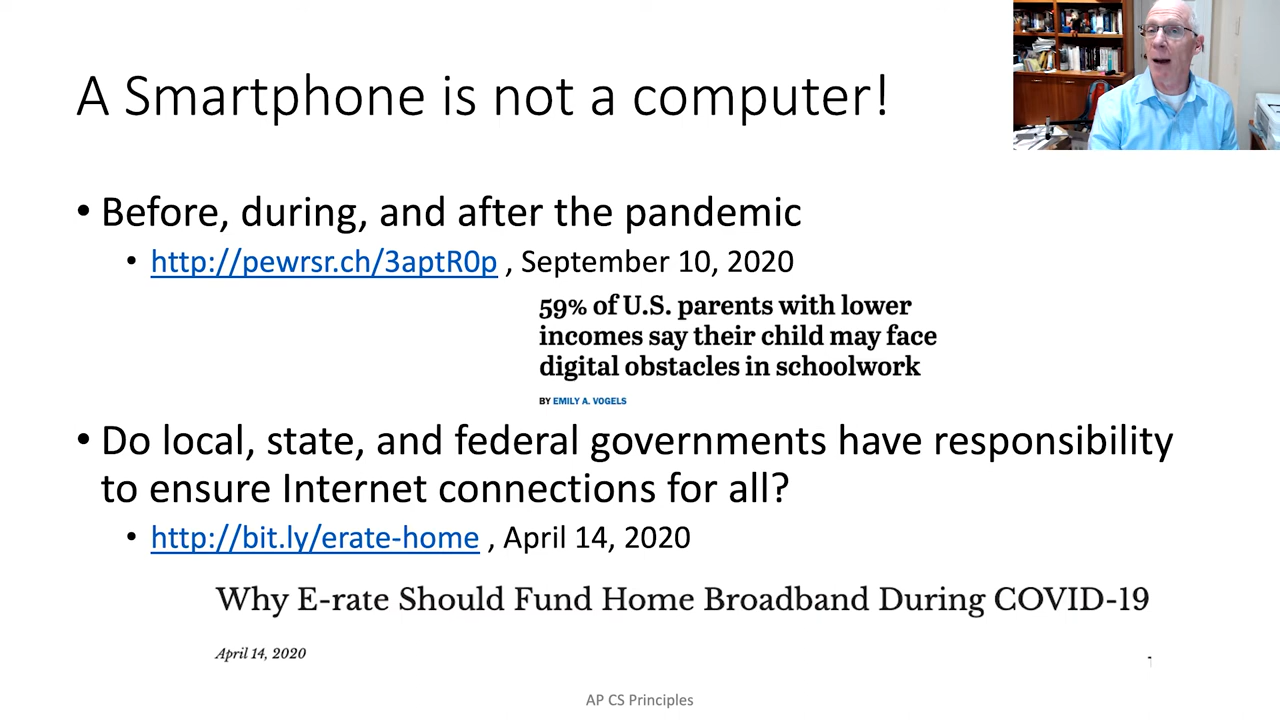 A Smartphone is not a computer!
• Before, during, and after the pandemic
• http://pewrsr.ch/3aptR0p , September 10, 2020
59% of U.S. parents with lower
incomes say their child may face
digital obstacles in schoolwork
BY EMILY A. VOGELS
• Do local, state, and federal governments have responsibility
to ensure Internet connections for all?
• http://bit.ly/erate-home , April 14, 2020
Why E-rate Should Fund Home Broadband During COVID-19
April 14, 2020
AP CS Principles